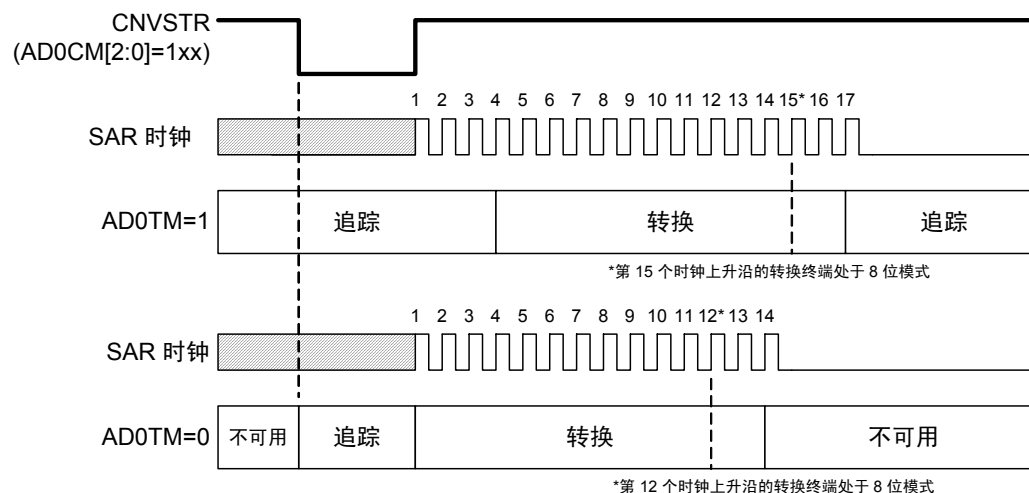 CNVSTR
(AD0CM[2:0]=1xx)
1 2 3 4 5 6 7 8 9 10 11 12 13 14 15* 16 17
SAR 时钟
AD0TM=1 追踪 转换 追踪
*第 15 个时钟上升沿的转换终端处于 8 位模式
1 2 3 4 5 6 7 8 9 10 11 12* 13 14
SAR 时钟
AD0TM=0 不可用 追踪 转换 不可用
*第 12 个时钟上升沿的转换终端处于 8 位模式